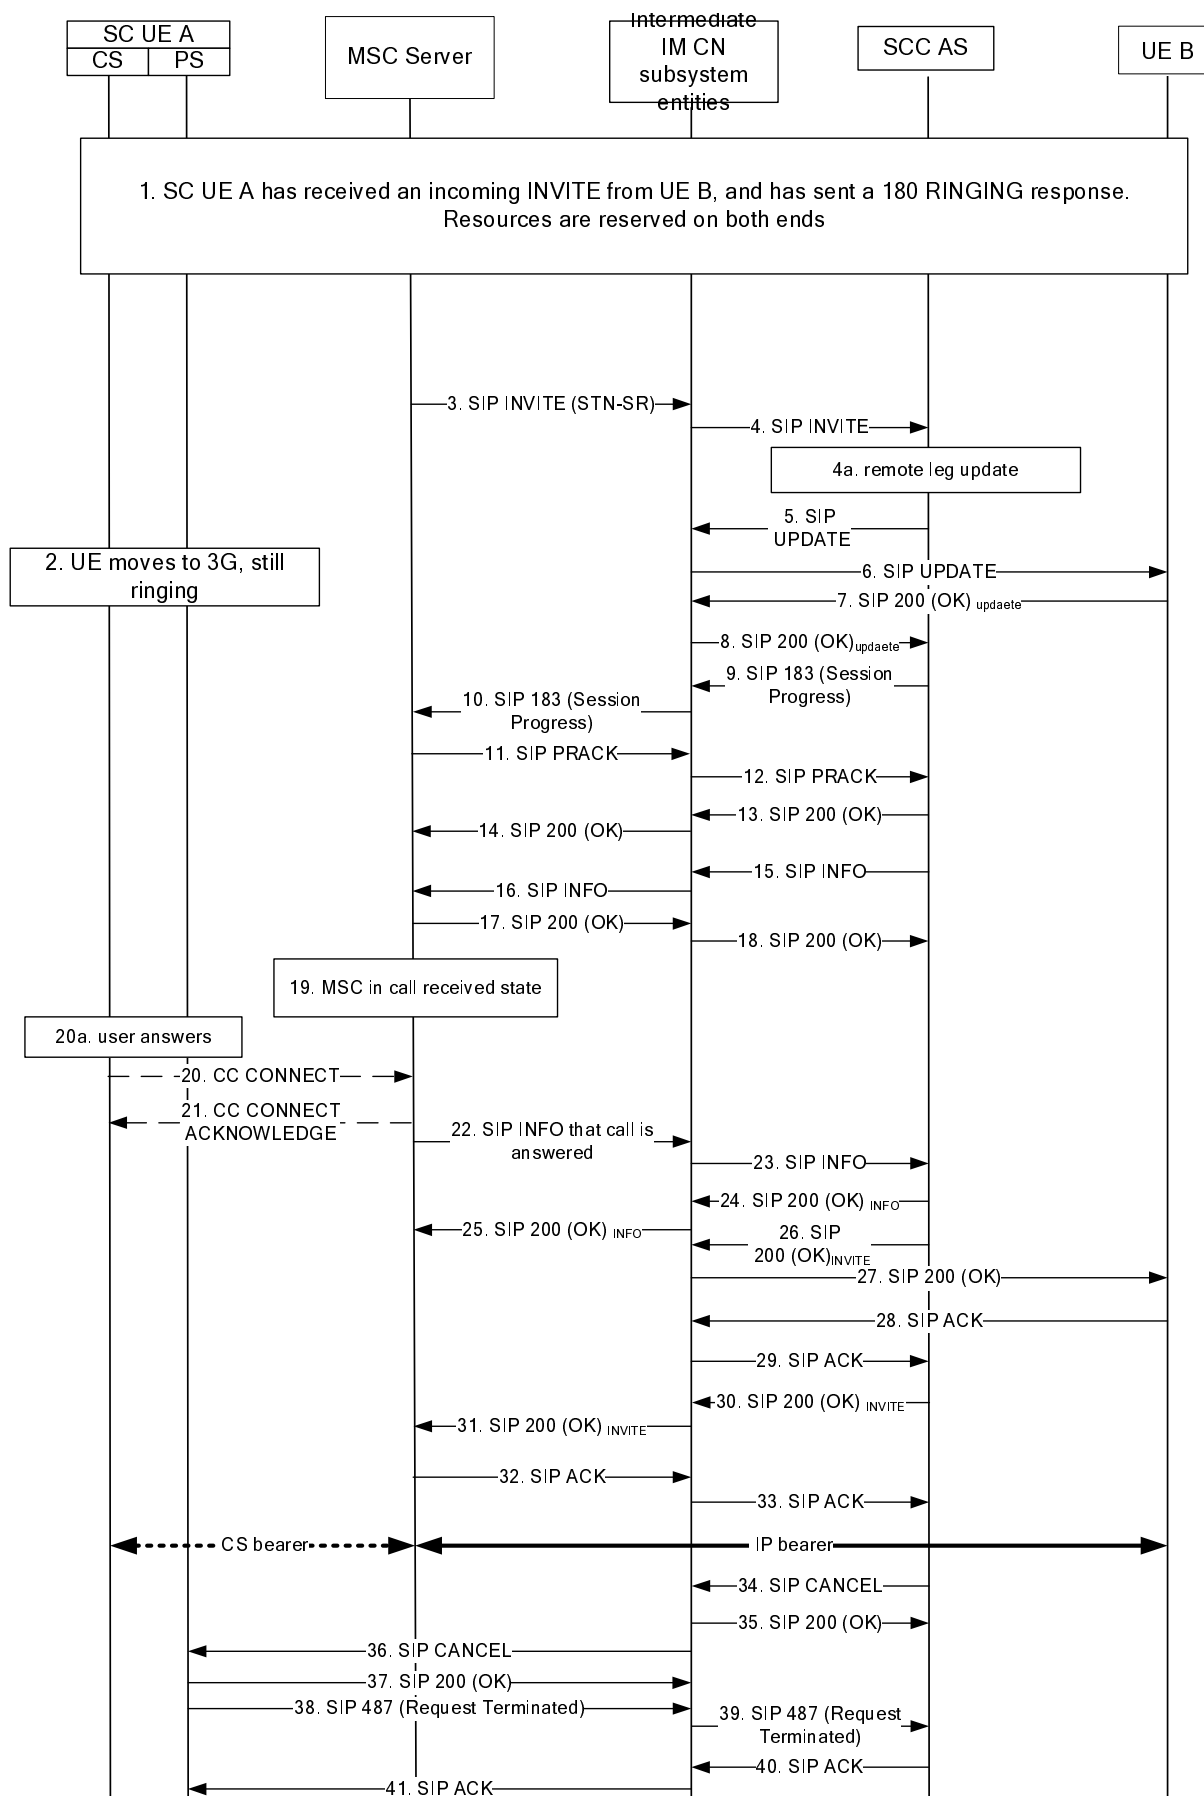 SC UE A
CS
PS
MSC Server
Intermediate
IM CN
subsystem
entities
SCC AS
UE B
1. SC UE A has received an incoming INVITE from UE B, and has sent a 180 RINGING response.
Resources are reserved on both ends
3. SIP INVITE (STN-SR)
4. SIP INVITE
4a. remote leg update
5. SIP
UPDATE
2. UE moves to 3G, still
ringing
6. SIP UPDATE
7. SIP 200 (OK) updaete
8. SIP 200 (OK)updaete
9. SIP 183 (Session
Progress)
10. SIP 183 (Session
Progress)
11. SIP PRACK
12. SIP PRACK
13. SIP 200 (OK)
14. SIP 200 (OK)
15. SIP INFO
16. SIP INFO
17. SIP 200 (OK)
18. SIP 200 (OK)
19. MSC in call received state
20a. user answers
20. CC CONNECT
21. CC CONNECT
ACKNOWLEDGE
22. SIP INFO that call is
answered
23. SIP INFO
24. SIP 200 (OK) INFO
25. SIP 200 (OK) INFO
26. SIP
200 (OK)INVITE
27. SIP 200 (OK)
28. SIP ACK
29. SIP ACK
30. SIP 200 (OK) INVITE
31. SIP 200 (OK) INVITE
32. SIP ACK
33. SIP ACK
CS bearer
IP bearer
34. SIP CANCEL
35. SIP 200 (OK)
36. SIP CANCEL
37. SIP 200 (OK)
38. SIP 487 (Request Terminated)
39. SIP 487 (Request
Terminated)
40. SIP ACK
41. SIP ACK